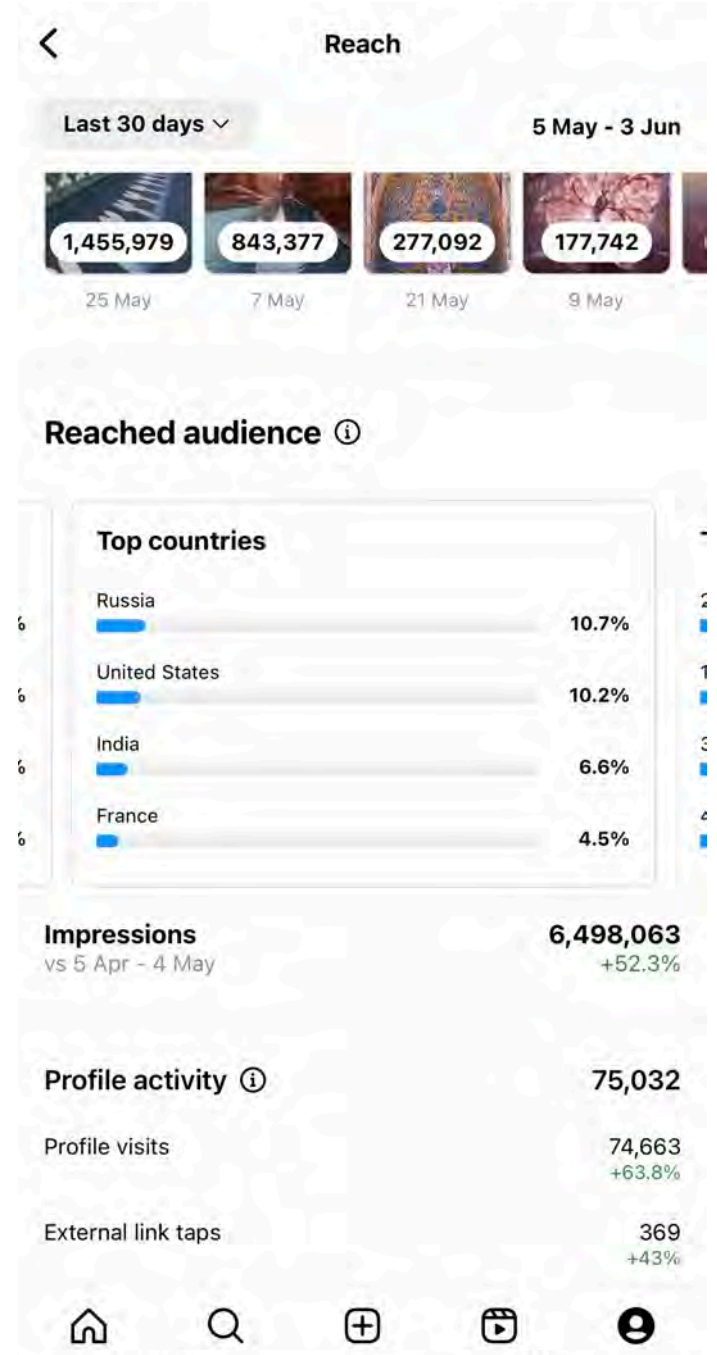 Reach
Last 30 days
5 May - 3 Jun
1,455,979
843,377
277,092
177,742
25 May
7 May
21 May
9 May
Reached audience
Top countries
Russia
10.7%
United States
10.2%
India
6.6%
France
4.5%
Impressions
6,498,063
vs 5 Apr - 4 May
+52.3%
Profile activity
75,032
Profile visits
74,663
+63.8%
External link taps
369
+43%